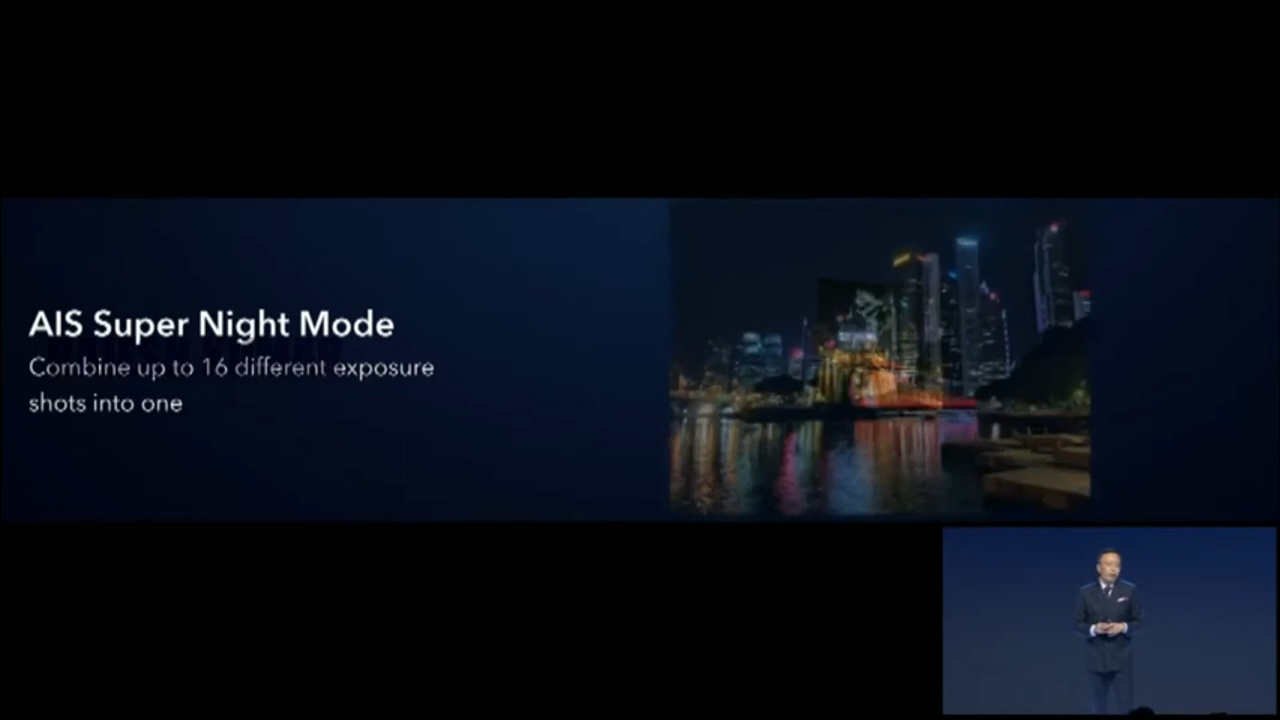 AIS Super Night Mode
Combine up to 16 different exposure
shots into one